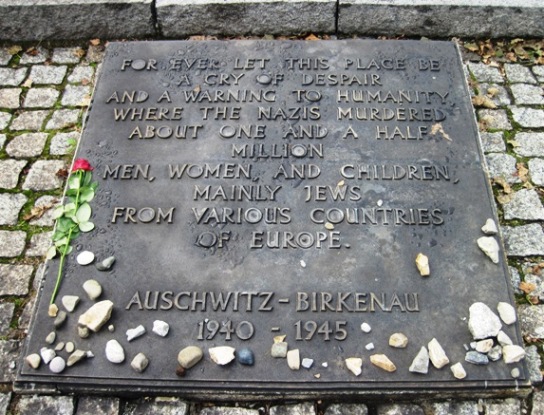 FOR EVER LET THIS PLACE BE
A CRY OF DESPAIR
AND A WARNING TO HUMANITY,
WHERE THE NAZIS MURDERED
ABOUT ONE AND A HALF
MILLION
MEN, WOMEN, AND CHILDREN,
MAINLY JEWS
FROM VARIOUS COUNTRIES
OF EUROPE.
AUSCHWITZ-BIRKENAU
1940 - 1945